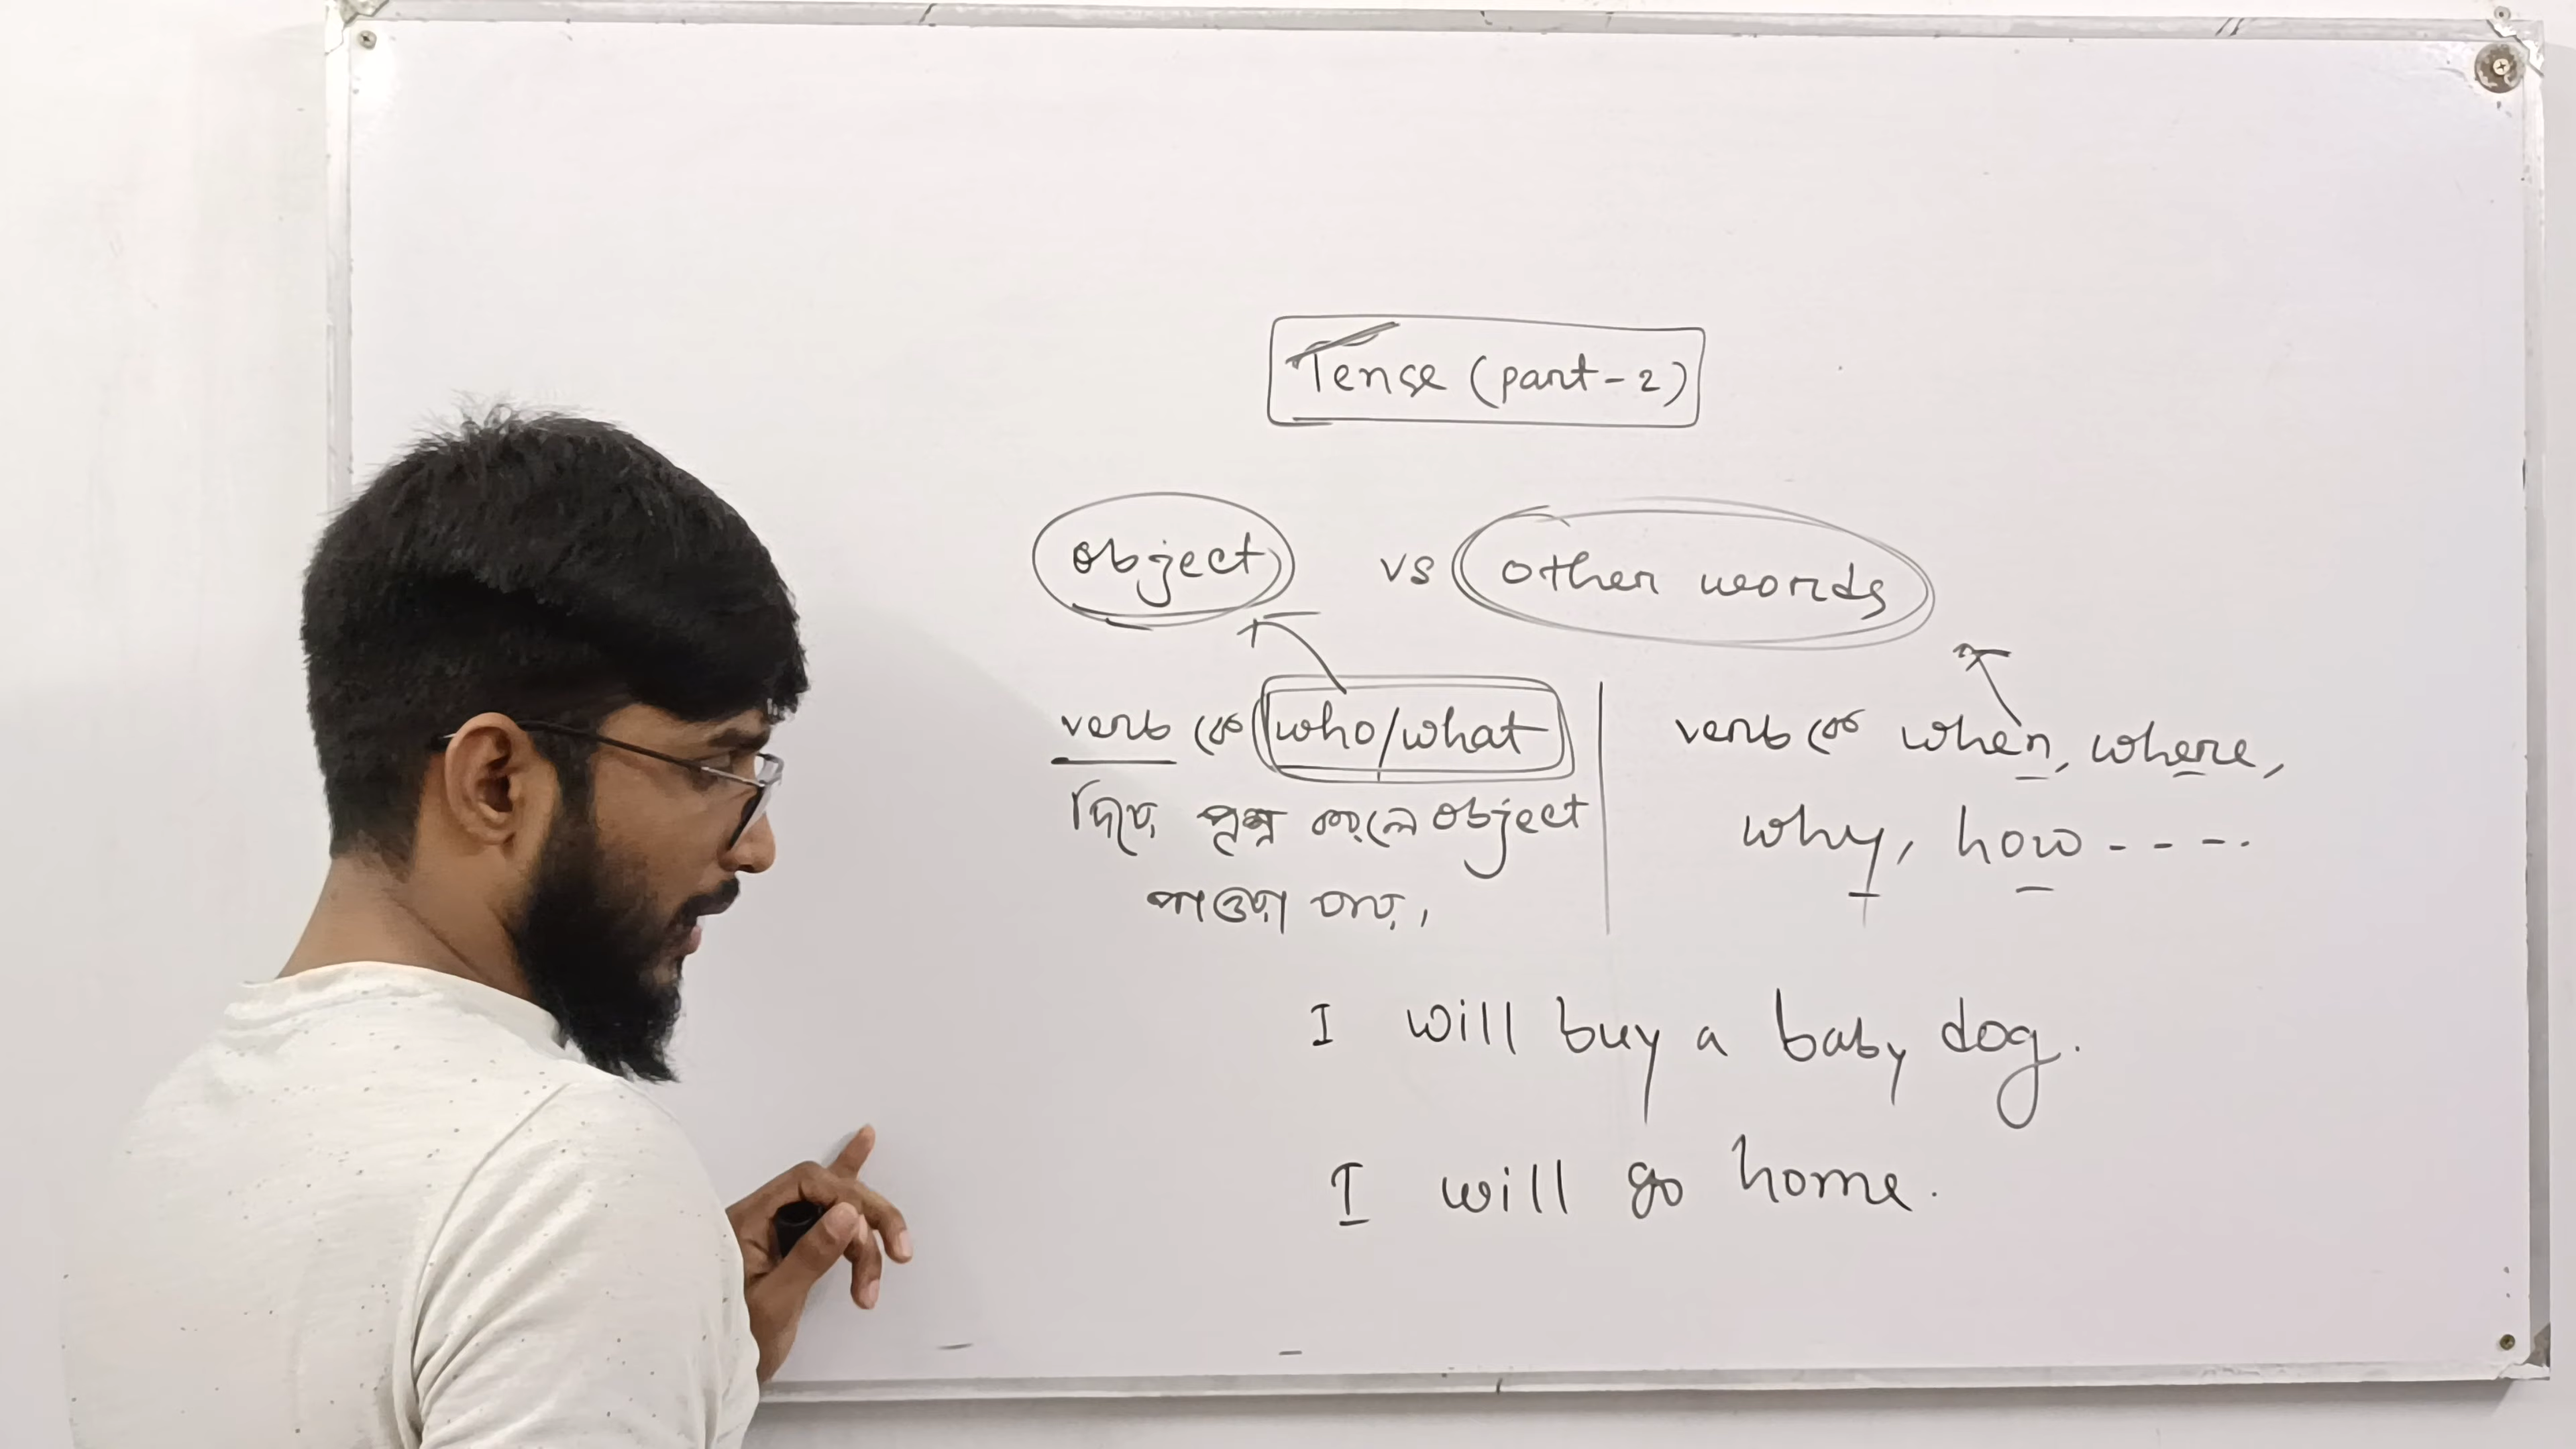 Tense (part-2)
object vs other words
verb কে who/what
দিয়ে প্রশ্ন করলে object
পাওয়া যায়,
verb কে when, where,
why, how ----.
I will buy a baby dog.
I will go home.